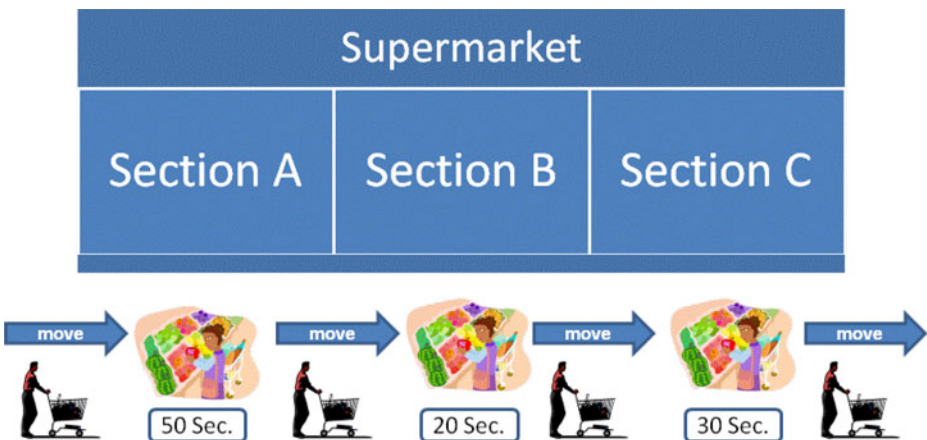 Supermarket
Section A Section B Section C
move move move move
50 Sec. 20 Sec. 30 Sec.